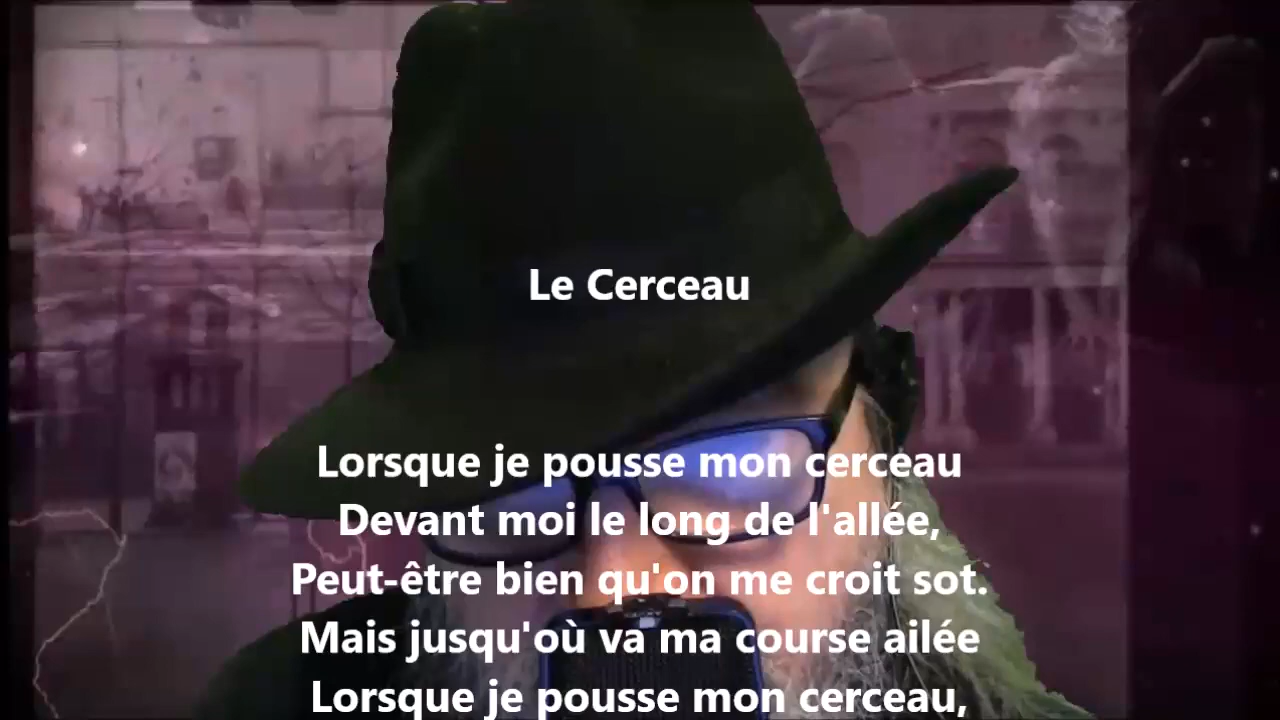 Le Cerceau
Lorsque je pousse mon cerceau
Devant moi le long de l'allée,
Peut-être bien qu'on me croit sot.
Mais jusqu'où va ma course ailée
Lorsque je pousse mon cerceau,